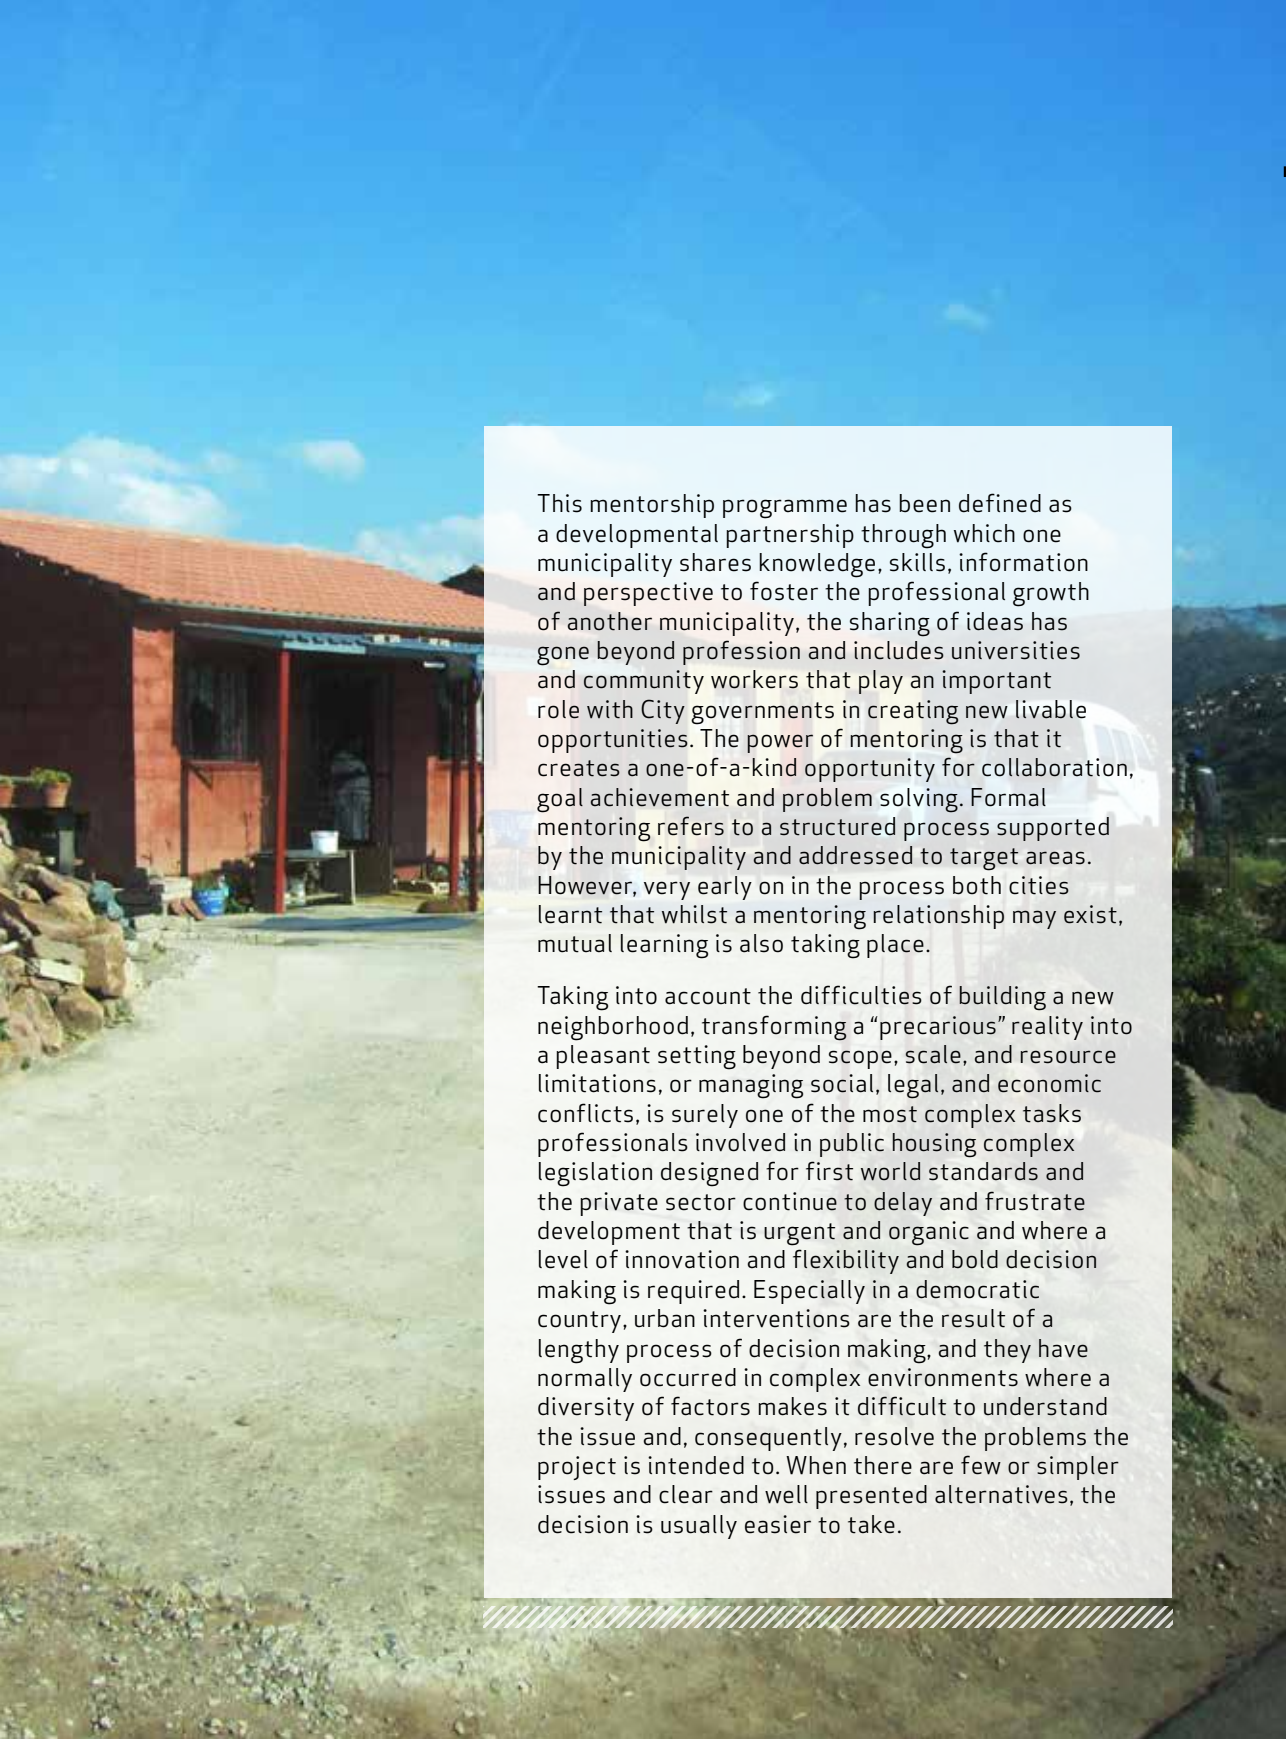 This mentorship programme has been defined as
a developmental partnership through which one
municipality shares knowledge, skills, information
and perspective to foster the professional growth
of another municipality, the sharing of ideas has
gone beyond profession and includes universities
and community workers that play an important
role with City governments in creating new livable
opportunities. The power of mentoring is that it
creates a one-of-a-kind opportunity for collaboration,
goal achievement and problem solving. Formal
mentoring refers to a structured process supported
by the municipality and addressed to target areas.
However, very early on in the process both cities
learnt that whilst a mentoring relationship may exist,
mutual learning is also taking place.
Taking into account the difficulties of building a new
neighborhood, transforming a “precarious” reality into
a pleasant setting beyond scope, scale, and resource
limitations, or managing social, legal, and economic
conflicts, is surely one of the most complex tasks
professionals involved in public housing complex
legislation designed for first world standards and
the private sector continue to delay and frustrate
development that is urgent and organic and where a
level of innovation and flexibility and bold decision
making is required. Especially in a democratic
country, urban interventions are the result of a
lengthy process of decision making, and they have
normally occurred in complex environments where a
diversity of factors makes it difficult to understand
the issue and, consequently, resolve the problems the
project is intended to. When there are few or simpler
issues and clear and well presented alternatives, the
decision is usually easier to take.